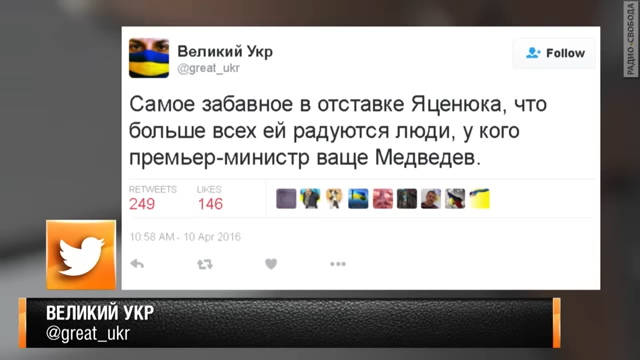 Великий Укр
@great_ukr
Follow
Самое забавное в отставке Яценюка, что
больше всех ей радуются люди, у кого
премьер-министр ваще Медведев.
RETWEETS LIKES
249 146
10:58 AM - 10 Apr 2016
ВЕЛИКИЙ УКР
@great_ukr
РАДИО-СВОБОДА